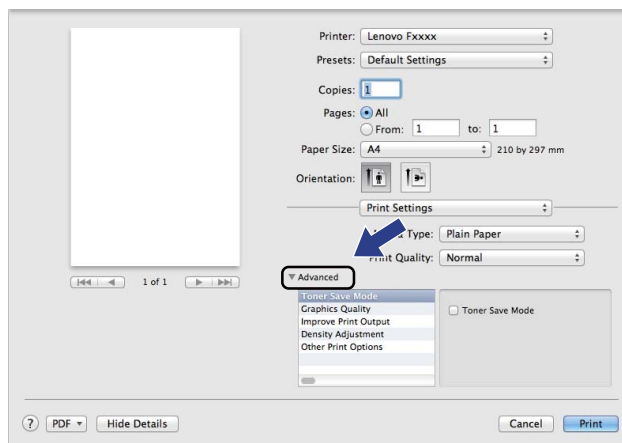 Printer: Lenovo Fxxxx
Presets: Default Settings
Copies: 1
Pages: All
From: 1 to: 1
Paper Size: A4 210 by 297 mm
Orientation:
Print Settings
Type: Plain Paper
Print Quality: Normal
Advanced
Toner Save Mode
Graphics Quality
Improve Print Output
Density Adjustment
Other Print Options
Toner Save Mode
1 of 1
? PDF Hide Details Cancel Print